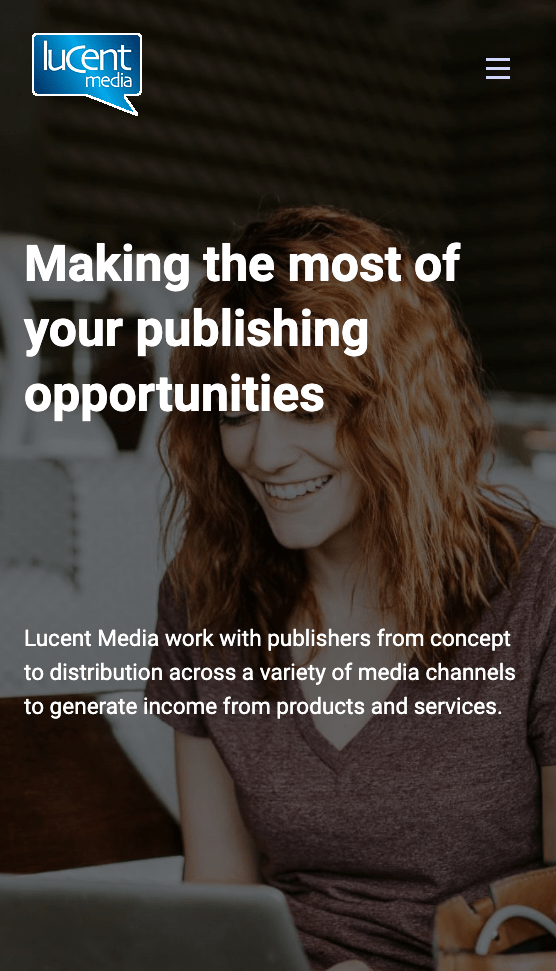 lucent
media
Making the most of
your publishing
opportunities
Lucent Media work with publishers from concept
to distribution across a variety of media channels
to generate income from products and services.